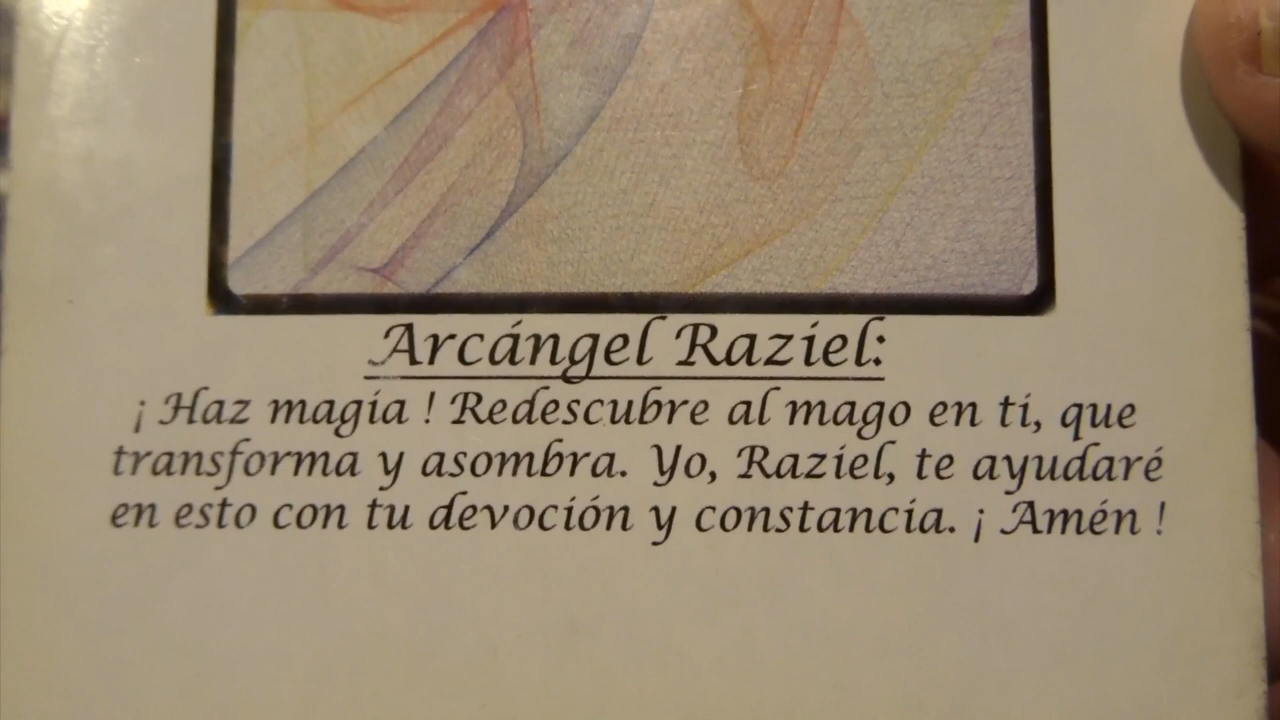 Arcángel Raziel:
¡ Haz magia ! Redescubre al mago en ti, que
transforma y asombra. Yo, Raziel, te ayudaré
en esto con tu devoción y constancia. ¡ Amén !